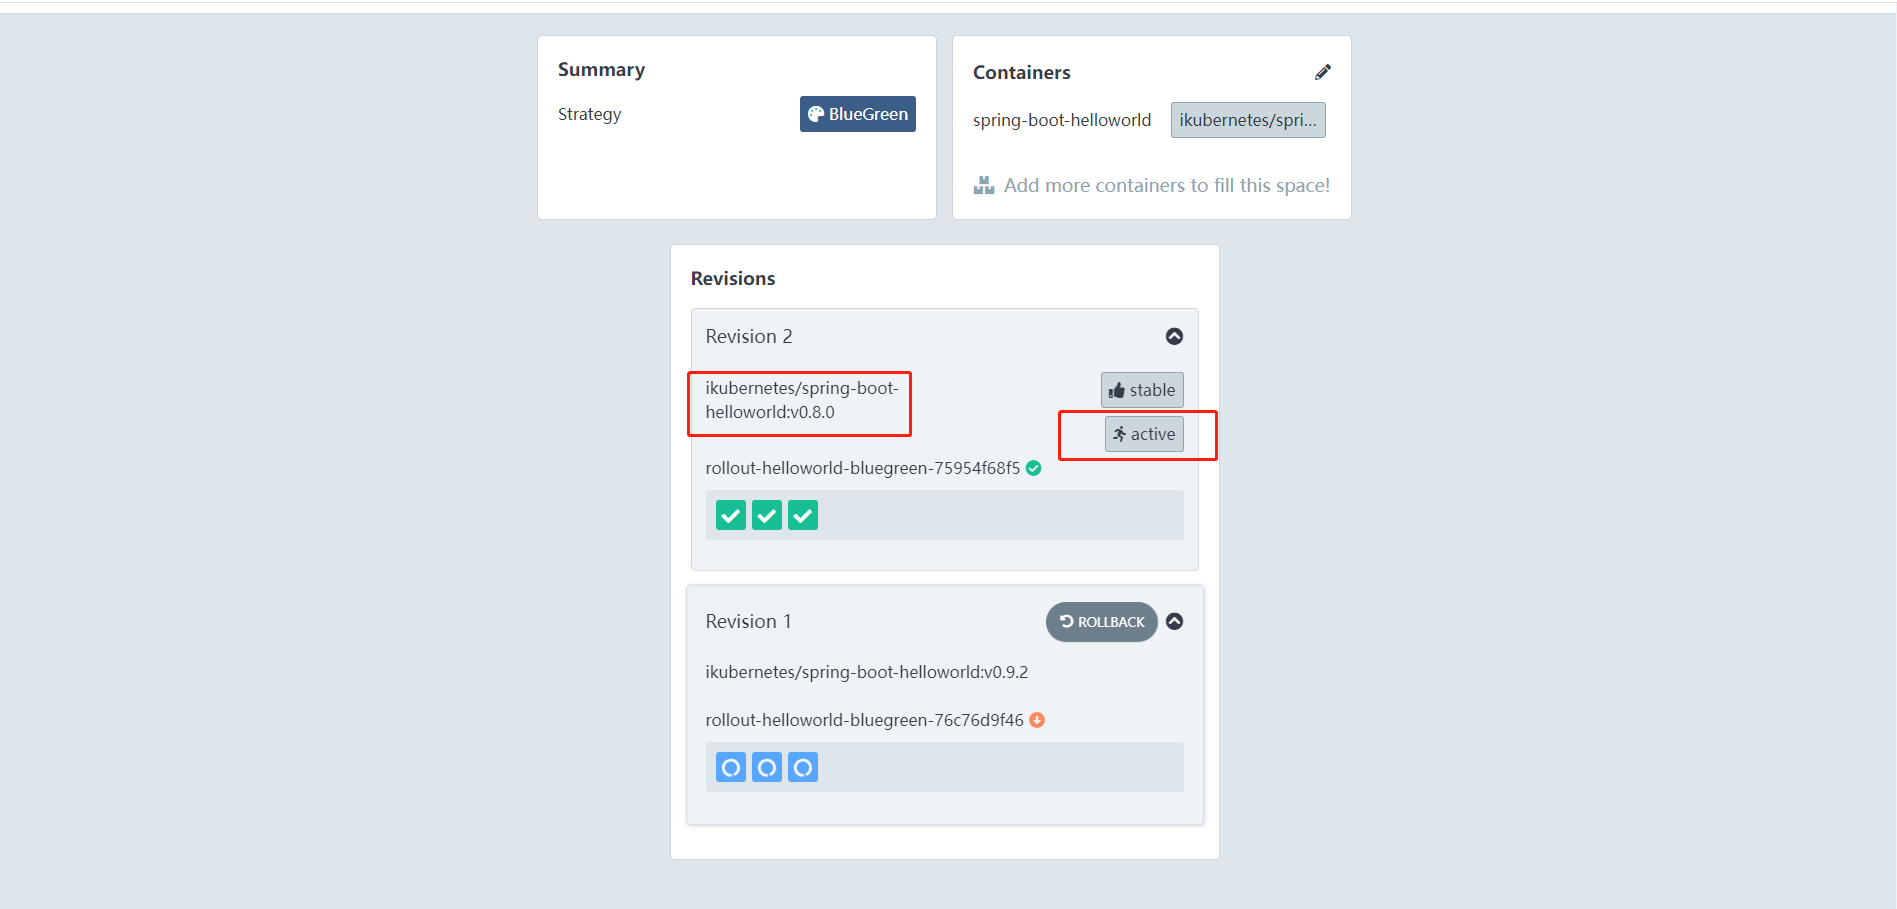 Summary
Strategy
BlueGreen
Containers
spring-boot-helloworld
ikubernetes/spri...
Add more containers to fill this space!
Revisions
Revision 2
ikubernetes/spring-boot-
helloworld:v0.8.0
stable
active
rollout-helloworld-bluegreen-75954f68f5
Revision 1
ROLLBACK
ikubernetes/spring-boot-helloworld:v0.9.2
rollout-helloworld-bluegreen-76c76d9f46